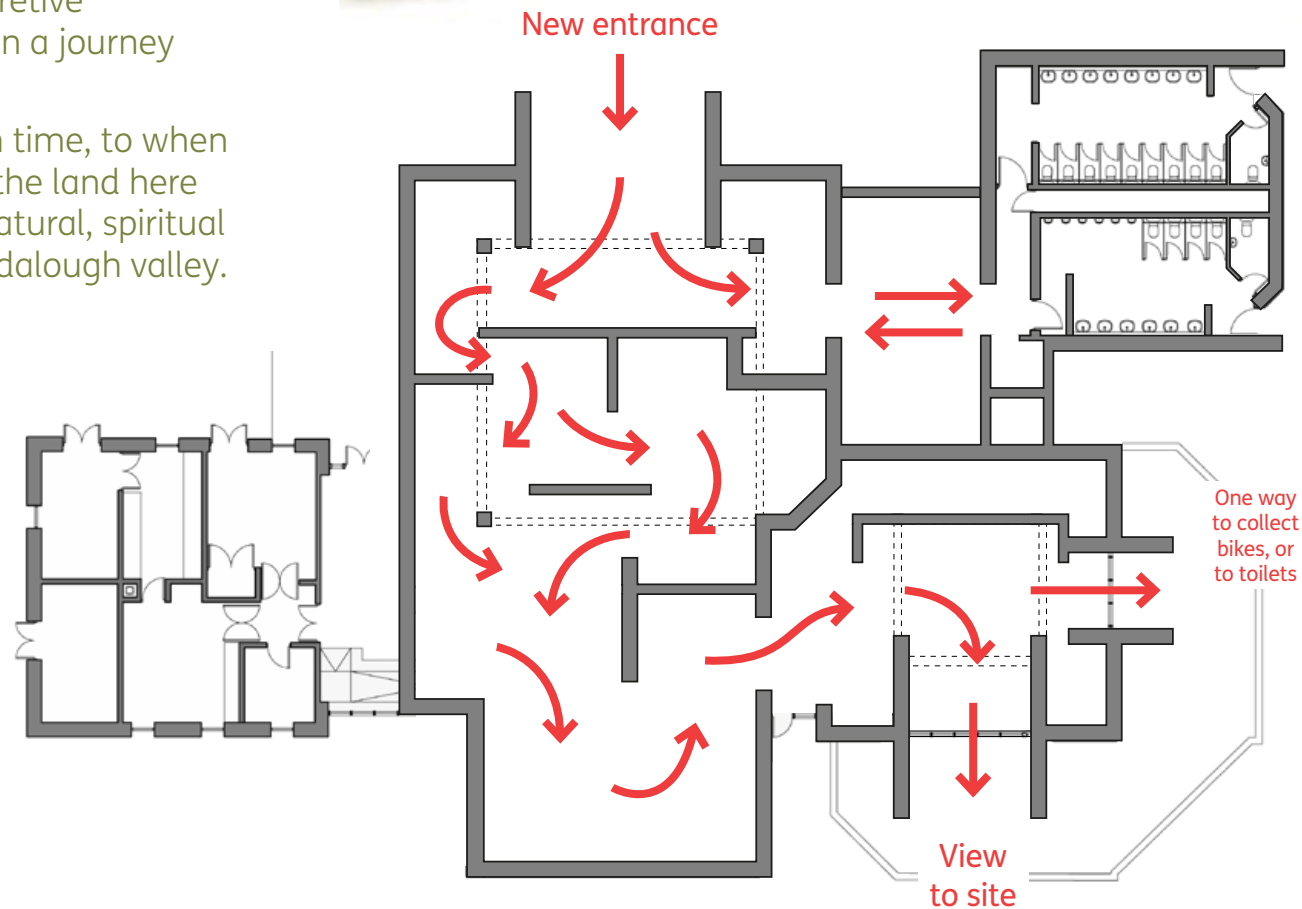 retive
n a journey
time, to when
the land here
atural, spiritual
dalough valley.
New entrance
One way
to collect
bikes, or
to toilets
View
to site